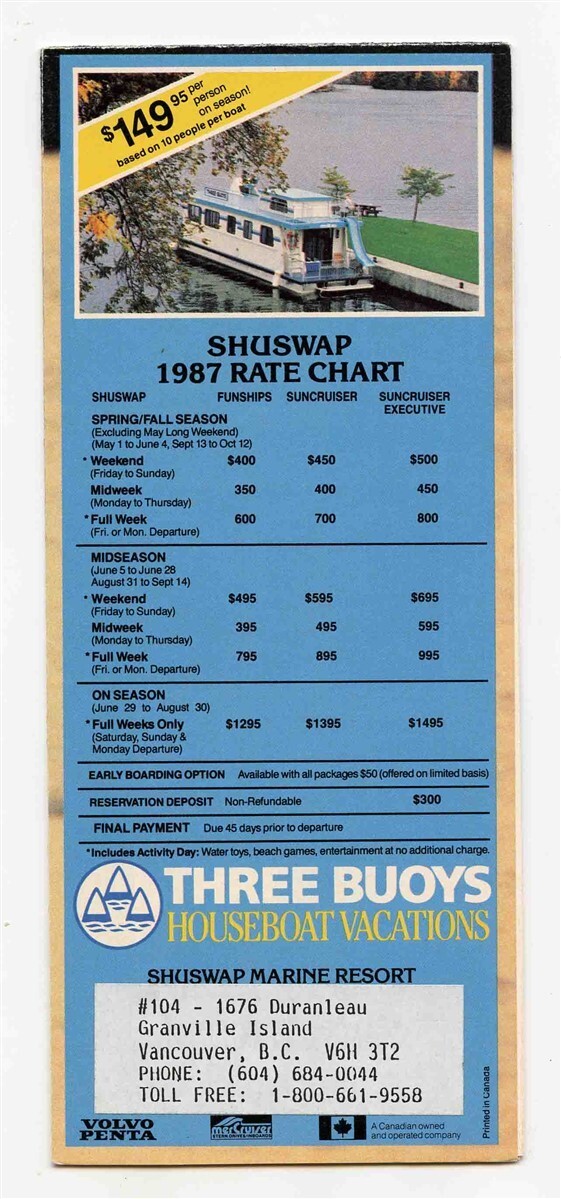 $149.95 per
person
on season!
based on 10 people per boat
THREE BUOYS
SHUSWAP
1987 RATE CHART
SHUSWAP FUNSHIPS SUNCRUISER SUNCRUISER EXECUTIVE
SPRING/FALL SEASON
(Excluding May Long Weekend)
(May 1 to June 4, Sept 13 to Oct 12)
* Weekend $400 $450 $500
(Friday to Sunday)
Midweek 350 400 450
(Monday to Thursday)
* Full Week 600 700 800
(Fri. or Mon. Departure)
MIDSEASON
(June 5 to June 28
August 31 to Sept 14)
* Weekend $495 $595 $695
(Friday to Sunday)
Midweek 395 495 595
(Monday to Thursday)
* Full Week 795 895 995
(Fri. or Mon. Departure)
ON SEASON
(June 29 to August 30)
* Full Weeks Only $1295 $1395 $1495
(Saturday, Sunday &
Monday Departure)
EARLY BOARDING OPTION Available with all packages $50 (offered on limited basis)
RESERVATION DEPOSIT Non-Refundable $300
FINAL PAYMENT Due 45 days prior to departure
* Includes Activity Day: Water toys, beach games, entertainment at no additional charge.
THREE BUOYS
HOUSEBOAT VACATIONS
SHUSWAP MARINE RESORT
#104 - 1676 Duranleau
Granville Island
Vancouver, B.C. V6H 3T2
PHONE: (604) 684-0044
TOLL FREE: 1-800-661-9558
VOLVO
PENTA
merCruiser
STERN DRIVES/INBOARDS
A Canadian owned
and operated company
Printed in Canada